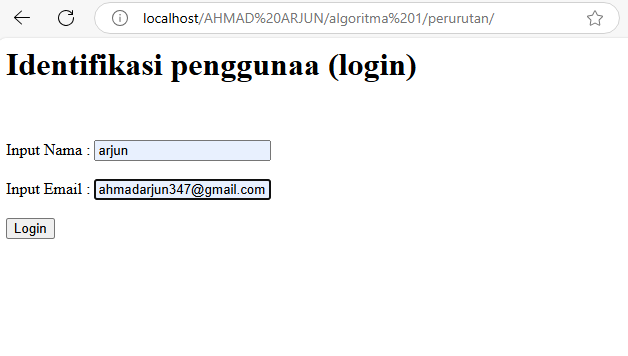 localhost/AHMAD%20ARJUN/algoritma%201/perurutan/
Identifikasi penggunaa (login)
Input Nama : arjun
Input Email : ahmadarjun347@gmail.com
Login